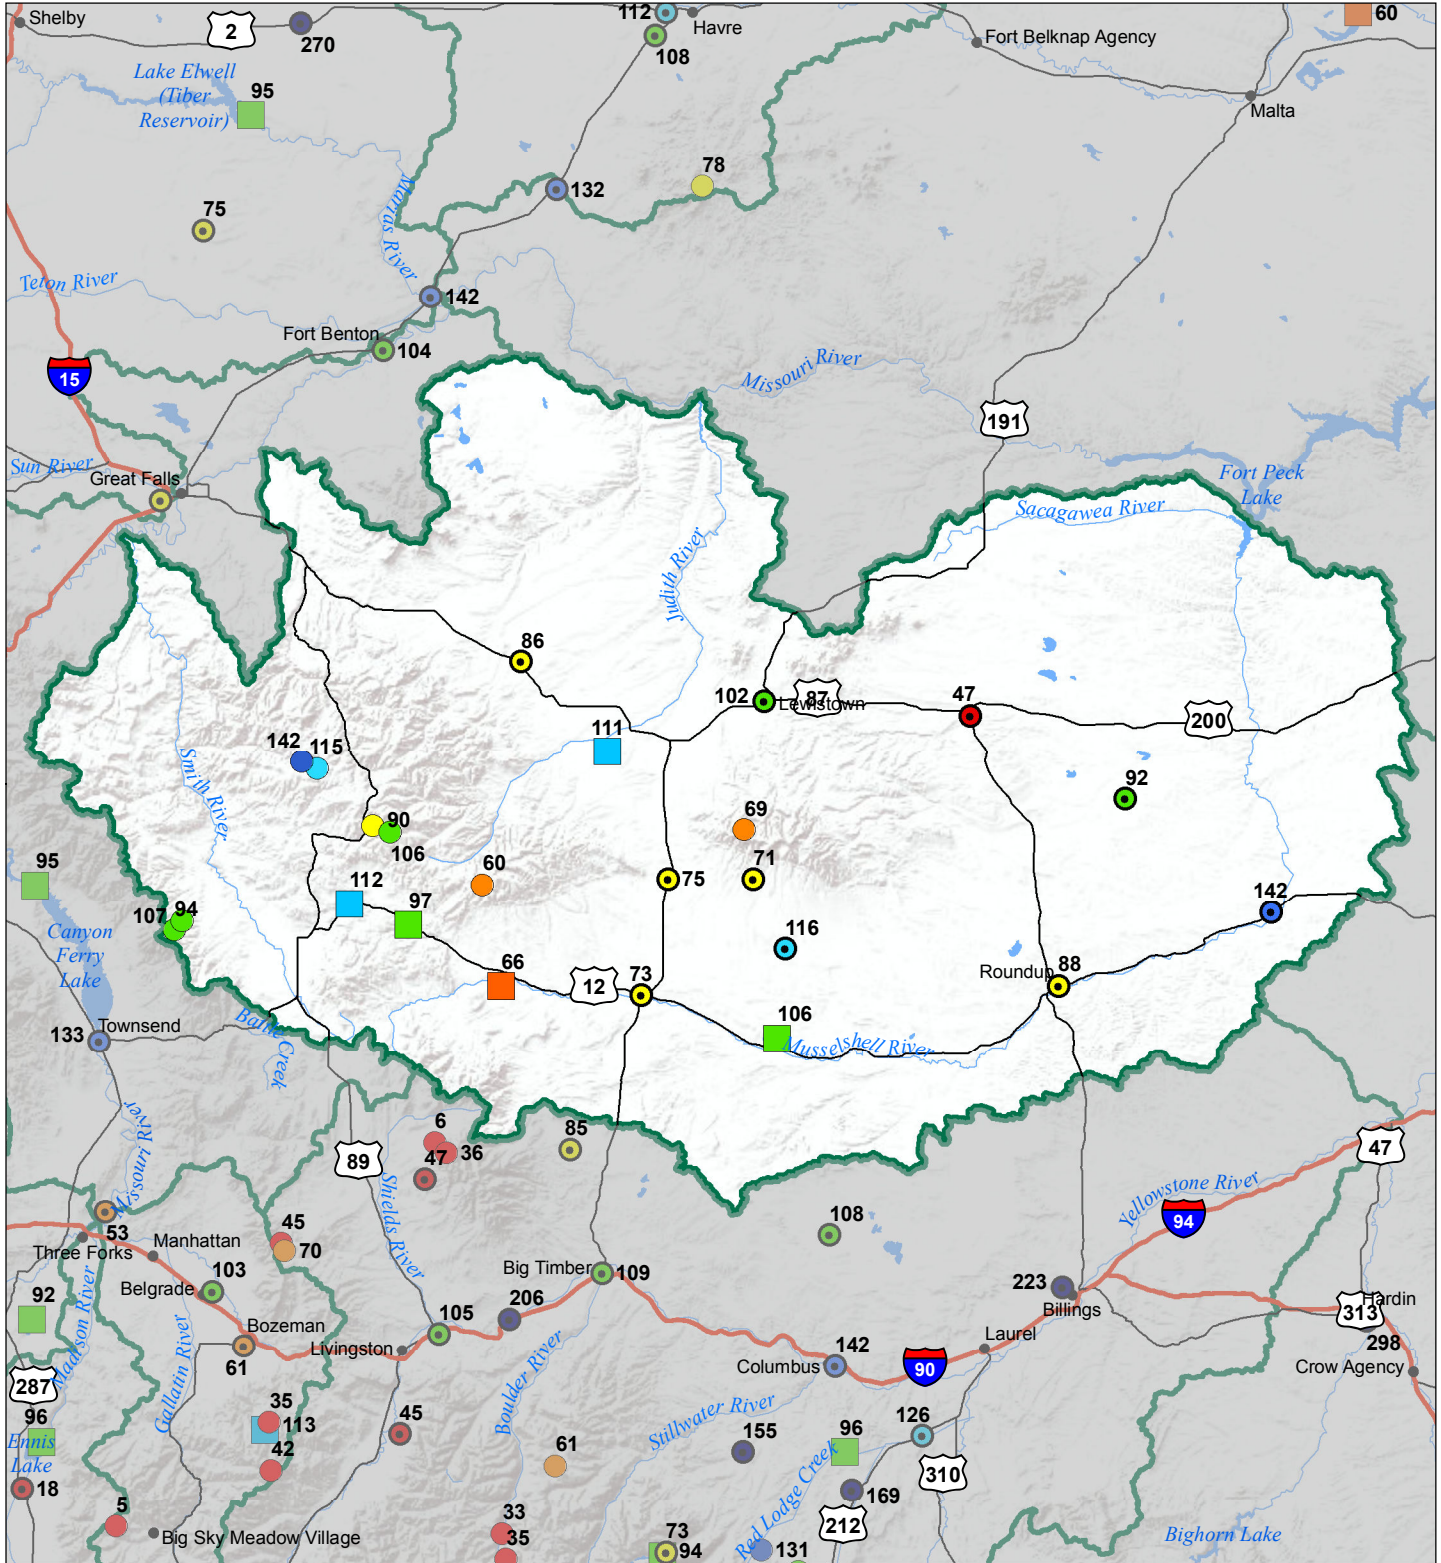 Shelby
2
270
112
Havre
108
Fort Belknap Agency
60
Malta
Lake Elwell
(Tiber
Reservoir)
95
Marias River
132
78
75
Teton River
142
Fort Benton
104
15
Missouri River
191
Sun River
Great Falls
Fort Peck
Lake
Sacagawea River
Judith River
86
102
87
Lewistown
47
200
111
142
115
Smith River
92
90
106
69
71
60
75
95
112
97
107
94
142
116
Canyon
Ferry
Lake
66
12
73
Roundup
88
106
Musselshell River
133
Townsend
Battle Creek
Missouri River
6
36
47
85
89
Shields River
47
Yellowstone River
94
53
Three Forks
Manhattan
45
70
108
Belgrade
103
Big Timber
109
223
Billings
Hardin
313
298
92
Madison River
Gallatin River
Bozeman
61
Livingston
105
206
Boulder River
142
Columbus
90
Laurel
Crow Agency
287
96
Ennis
Lake
35
113
42
45
61
Stillwater River
155
96
126
310
18
5
Big Sky Meadow Village
33
35
73
94
Red Lodge Creek
131
169
212
Bighorn Lake